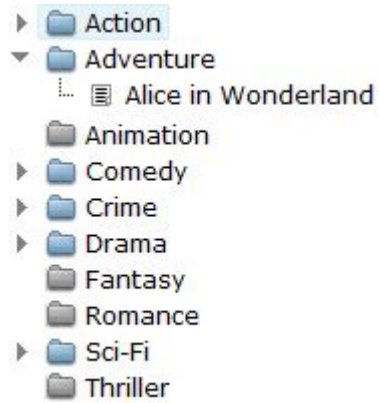 Action
Adventure
Alice in Wonderland
Animation
Comedy
Crime
Drama
Fantasy
Romance
Sci-Fi
Thriller